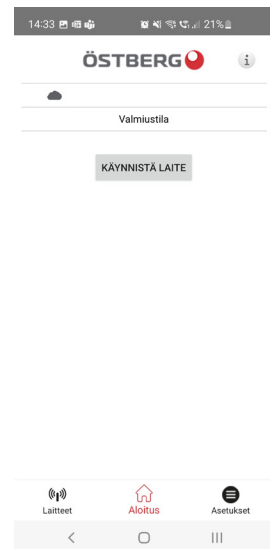 14:33 21%
ÖSTBERG
i
Valmiustila
KÄYNNISTÄ LAITE
Laitteet Aloitus Asetukset